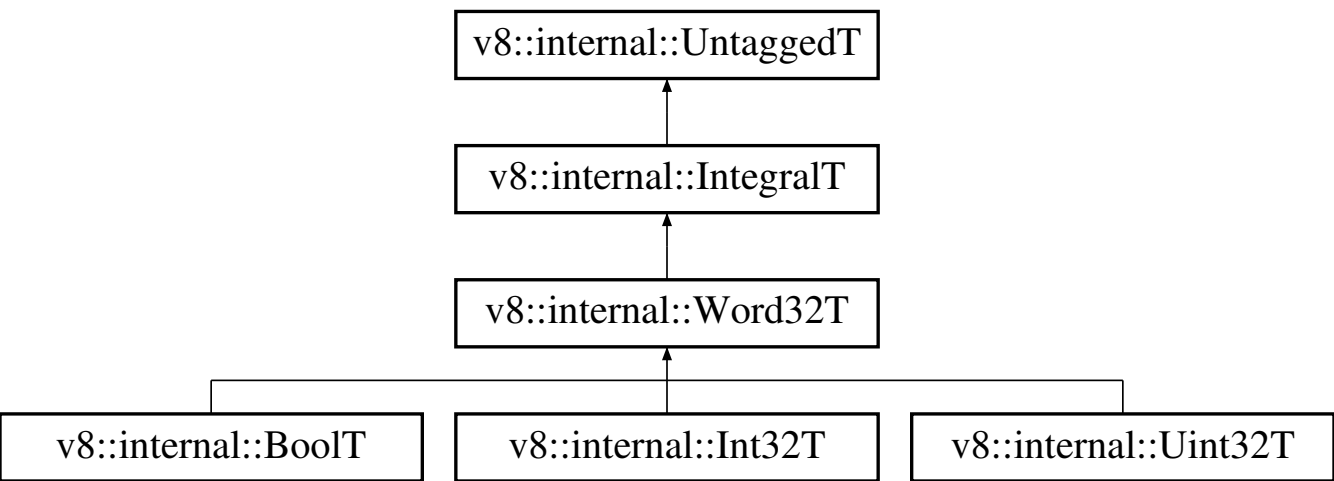 v8::internal::UntaggedT
v8::internal::IntegralT
v8::internal::Word32T
v8::internal::BoolT
v8::internal::Int32T
v8::internal::Uint32T